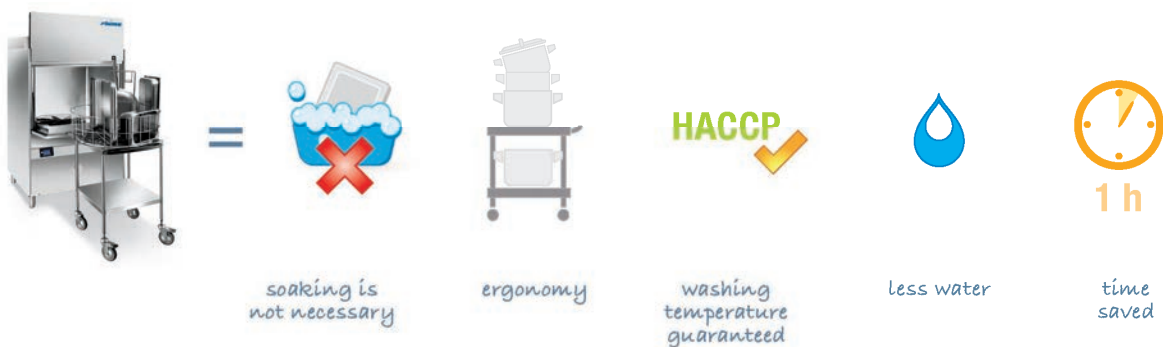 =
HACCP
1 h
soaking is
not necessary
ergonomy
washing
temperature
guaranteed
less water
time
saved